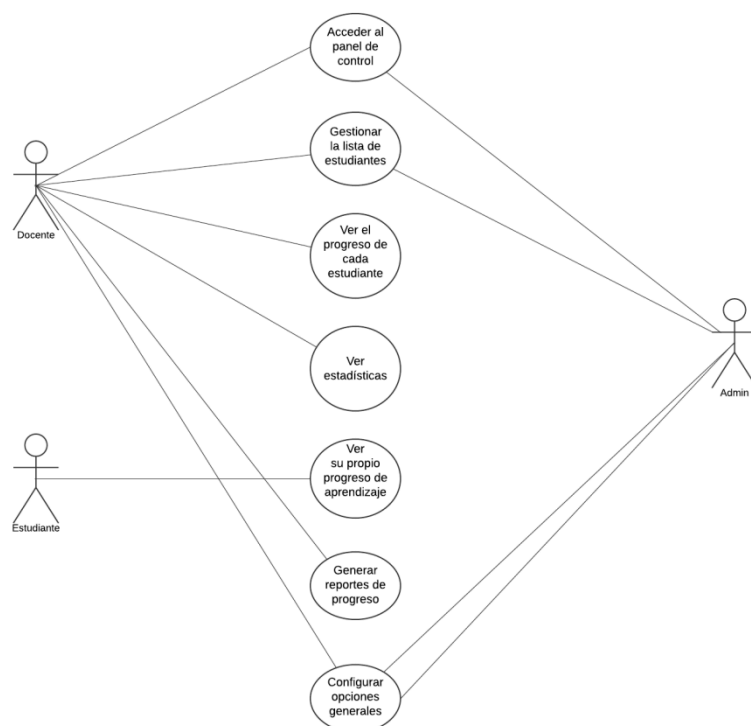 Acceder al
panel de
control
Gestionar
la lista de
estudiantes
Docente
Ver el
progreso de
cada
estudiante
Ver
estadísticas
Admin
Ver
su propio
progreso de
aprendizaje
Estudiante
Generar
reportes de
progreso
Configurar
opciones
generales